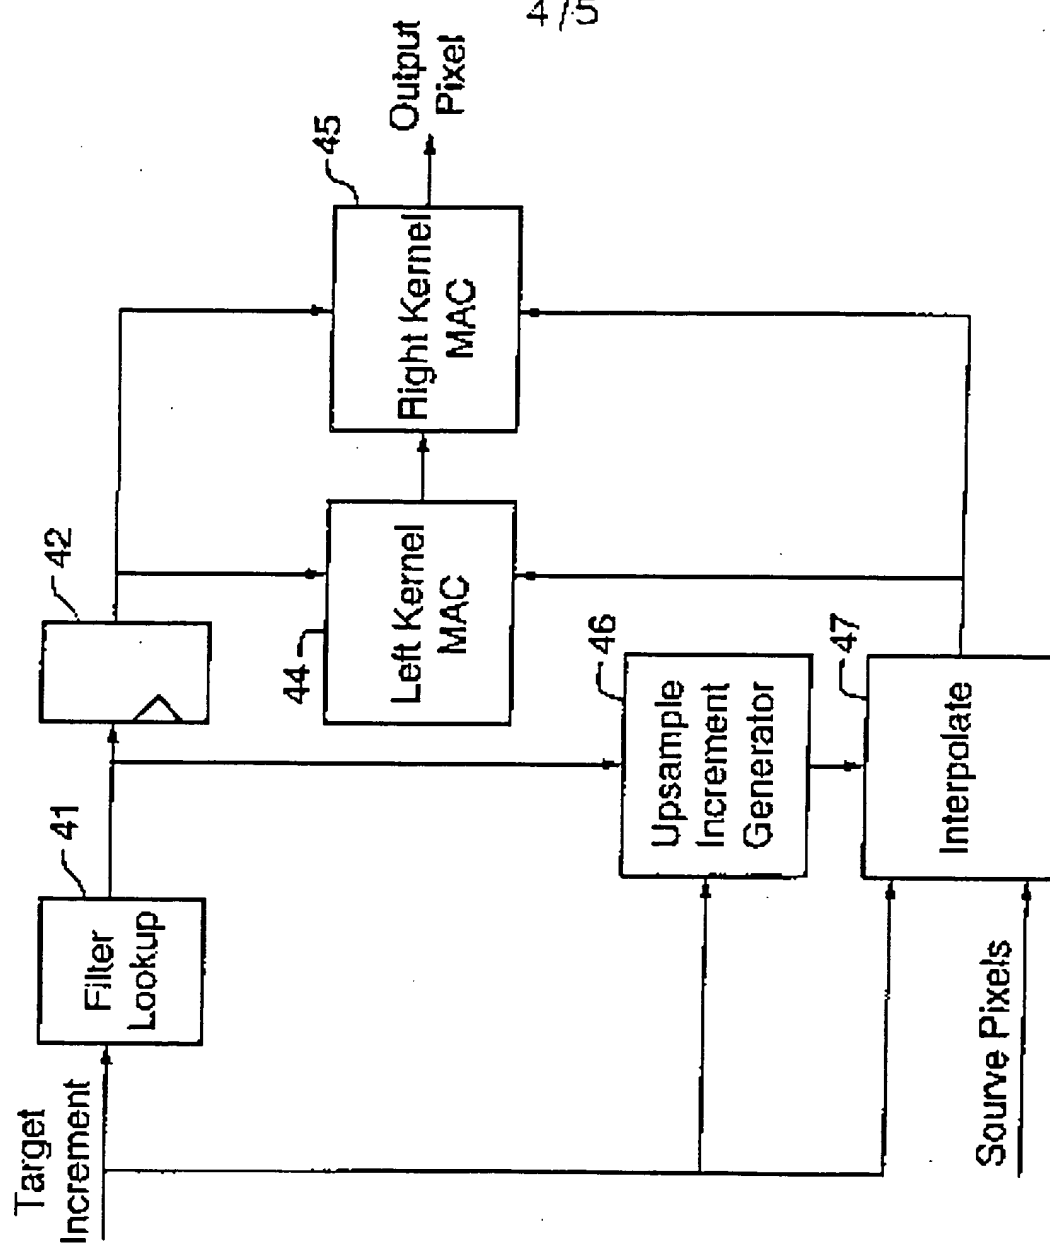 4/5
Target
Increment
Filter
Lookup
41
42
Left Kernel
MAC
44
Right Kernel
MAC
45
Output
Pixel
Upsample
Increment
Generator
46
Interpolate
47
Sourve Pixels